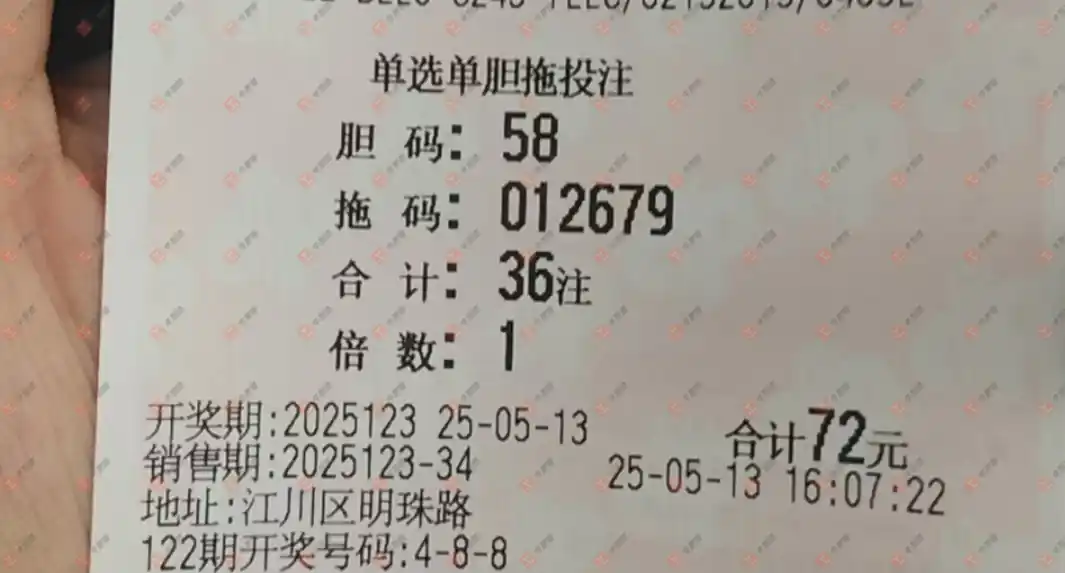 单选单胆拖投注
胆 码: 58
拖 码: 012679
合 计: 36注
倍 数: 1
开奖期:2025123 25-05-13 合计72元
销售期:2025123-34 25-05-13 16:07:22
地址:江川区明珠路
122期开奖号码:4-8-8